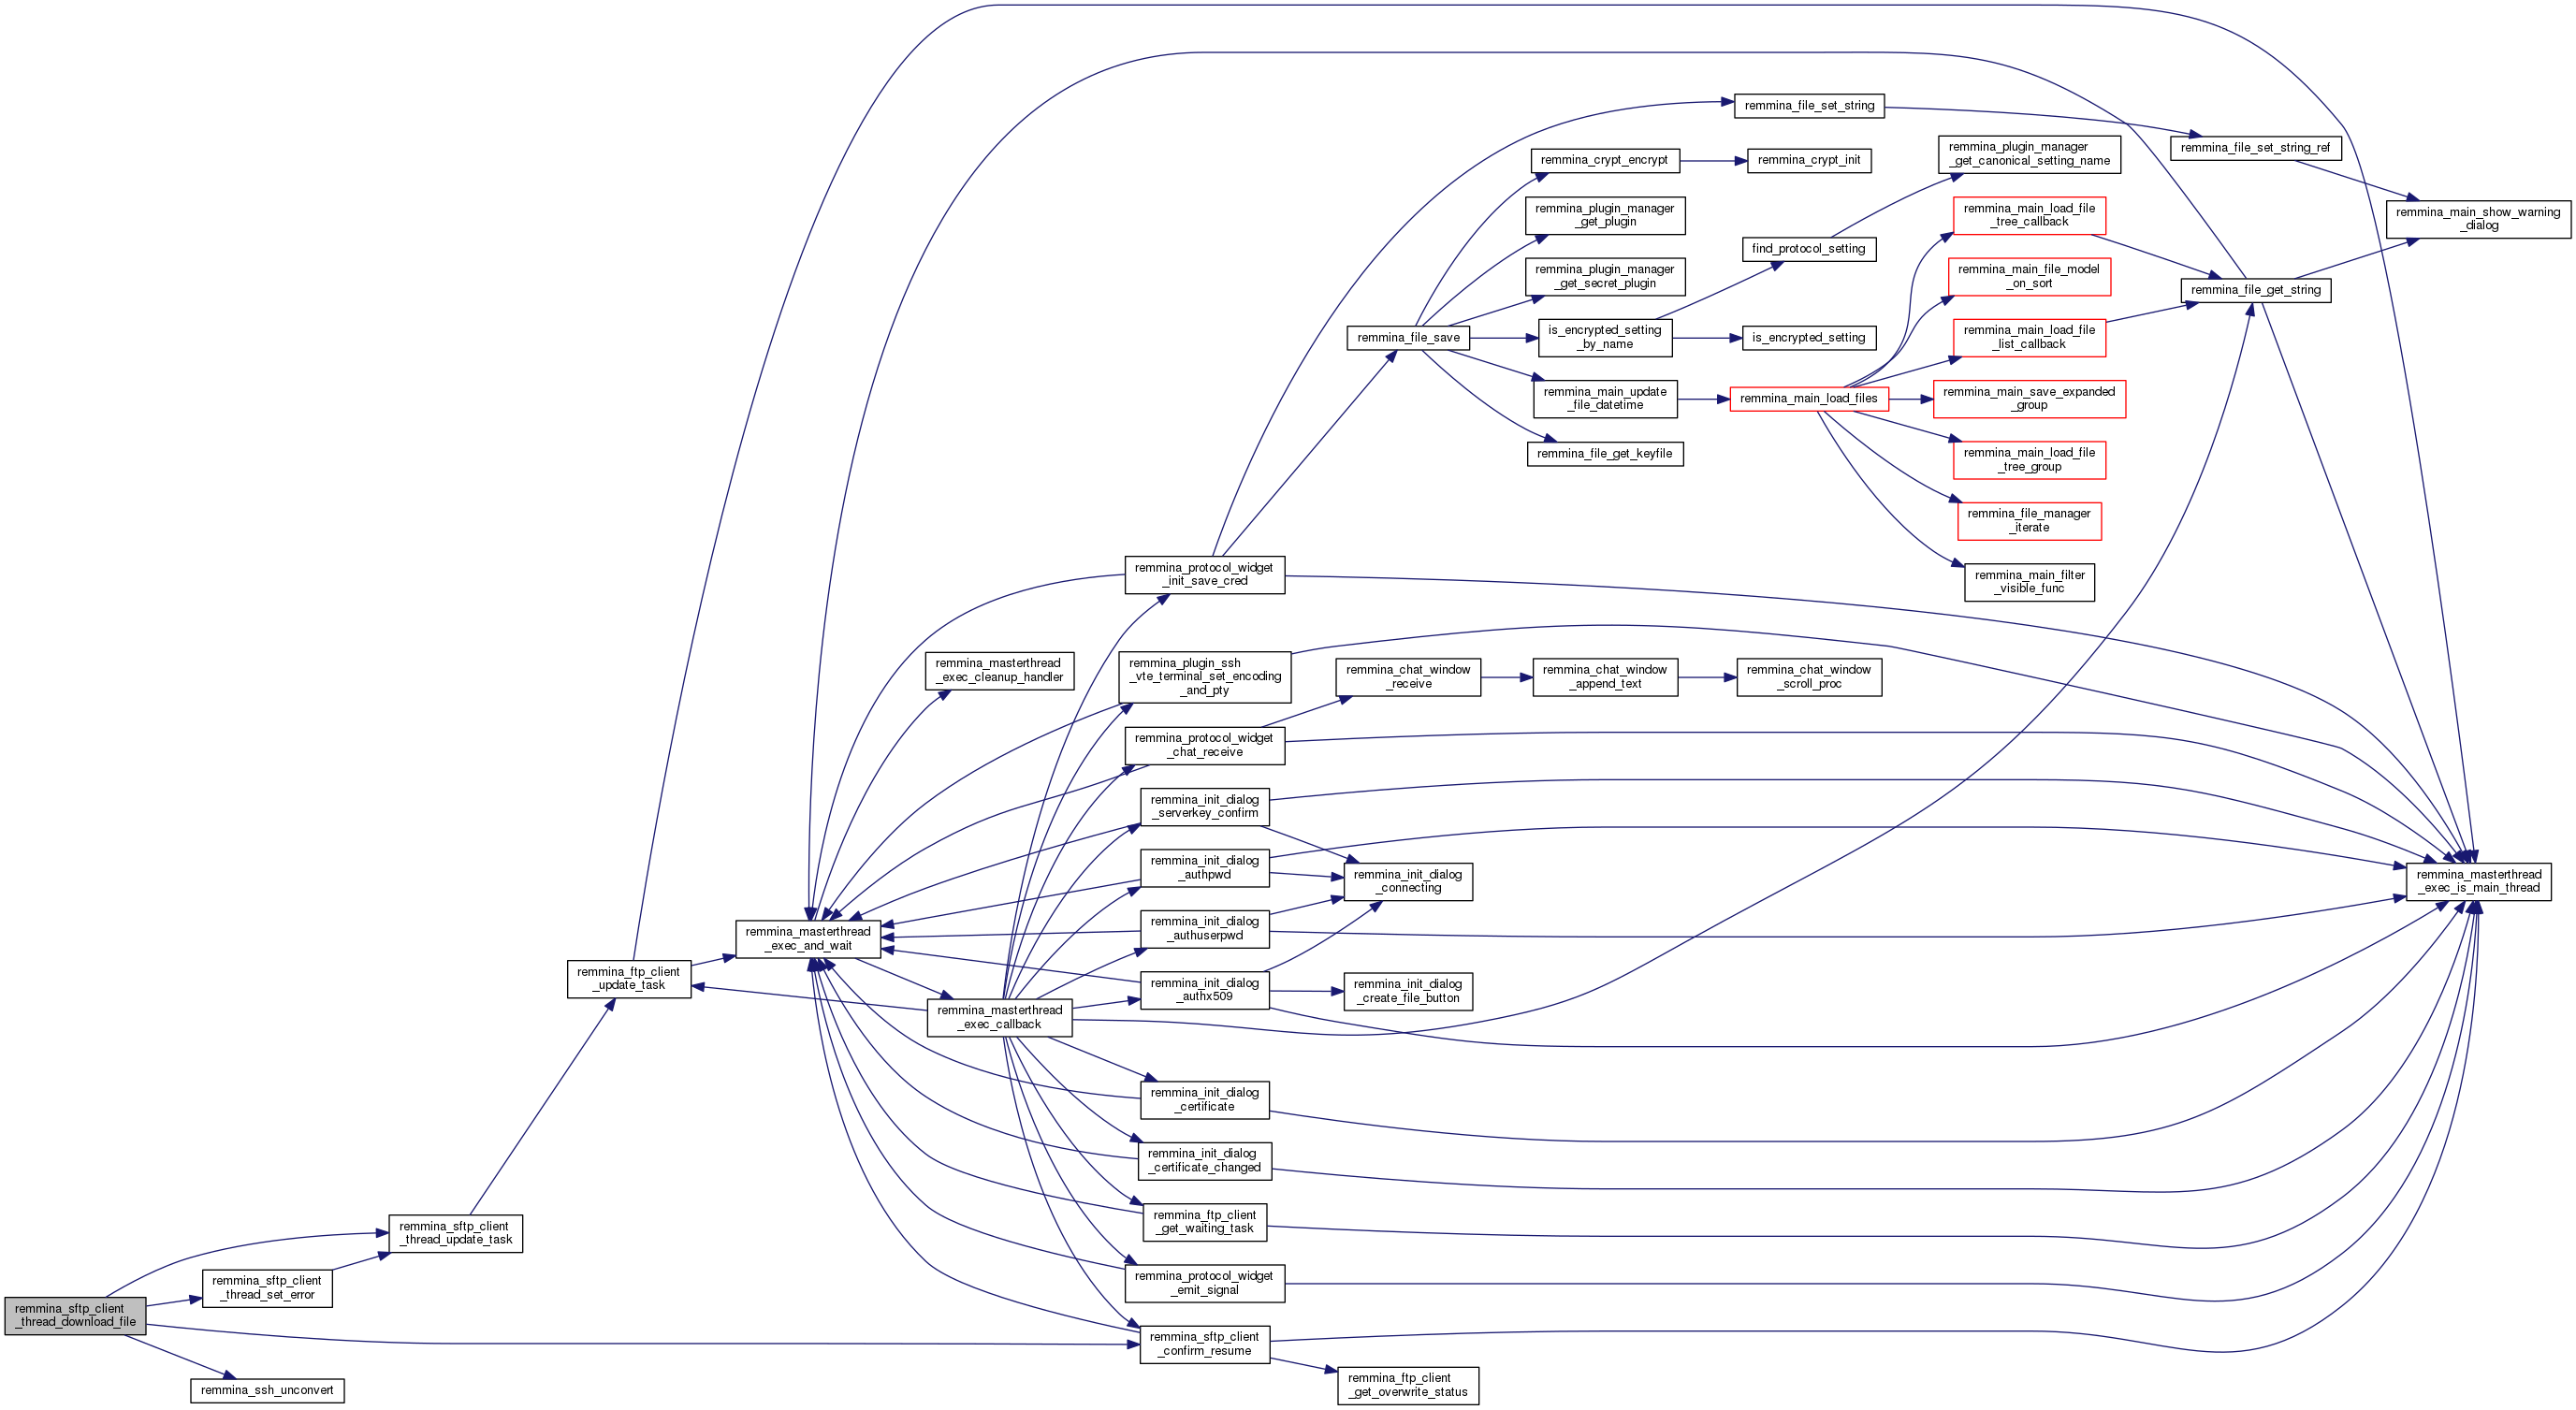 remmina_sftp_client
_thread_download_file
remmina_sftp_client
_thread_update_task
remmina_sftp_client
_thread_set_error
remmina_ssh_unconvert
remmina_ftp_client
_update_task
remmina_masterthread
_exec_and_wait
remmina_masterthread
_exec_cleanup_handler
remmina_masterthread
_exec_callback
remmina_protocol_widget
_init_save_cred
remmina_plugin_ssh
_vte_terminal_set_encoding
_and_pty
remmina_protocol_widget
_chat_receive
remmina_init_dialog
_serverkey_confirm
remmina_init_dialog
_authpwd
remmina_init_dialog
_authuserpwd
remmina_init_dialog
_authx509
remmina_init_dialog
_certificate
remmina_init_dialog
_certificate_changed
remmina_ftp_client
_get_waiting_task
remmina_protocol_widget
_emit_signal
remmina_sftp_client
_confirm_resume
remmina_file_save
remmina_chat_window
_receive
remmina_init_dialog
_connecting
remmina_init_dialog
_create_file_button
remmina_ftp_client
_get_overwrite_status
remmina_crypt_encrypt
remmina_plugin_manager
_get_plugin
remmina_plugin_manager
_get_secret_plugin
is_encrypted_setting
_by_name
remmina_main_update
_file_datetime
remmina_file_get_keyfile
remmina_chat_window
_append_text
remmina_file_set_string
remmina_crypt_init
find_protocol_setting
is_encrypted_setting
remmina_main_load_files
remmina_chat_window
_scroll_proc
remmina_plugin_manager
_get_canonical_setting_name
remmina_main_load_file
_tree_callback
remmina_main_file_model
_on_sort
remmina_main_load_file
_list_callback
remmina_main_save_expanded
_group
remmina_main_load_file
_tree_group
remmina_file_manager
_iterate
remmina_main_filter
_visible_func
remmina_file_set_string_ref
remmina_file_get_string
remmina_main_show_warning
_dialog
remmina_masterthread
_exec_is_main_thread